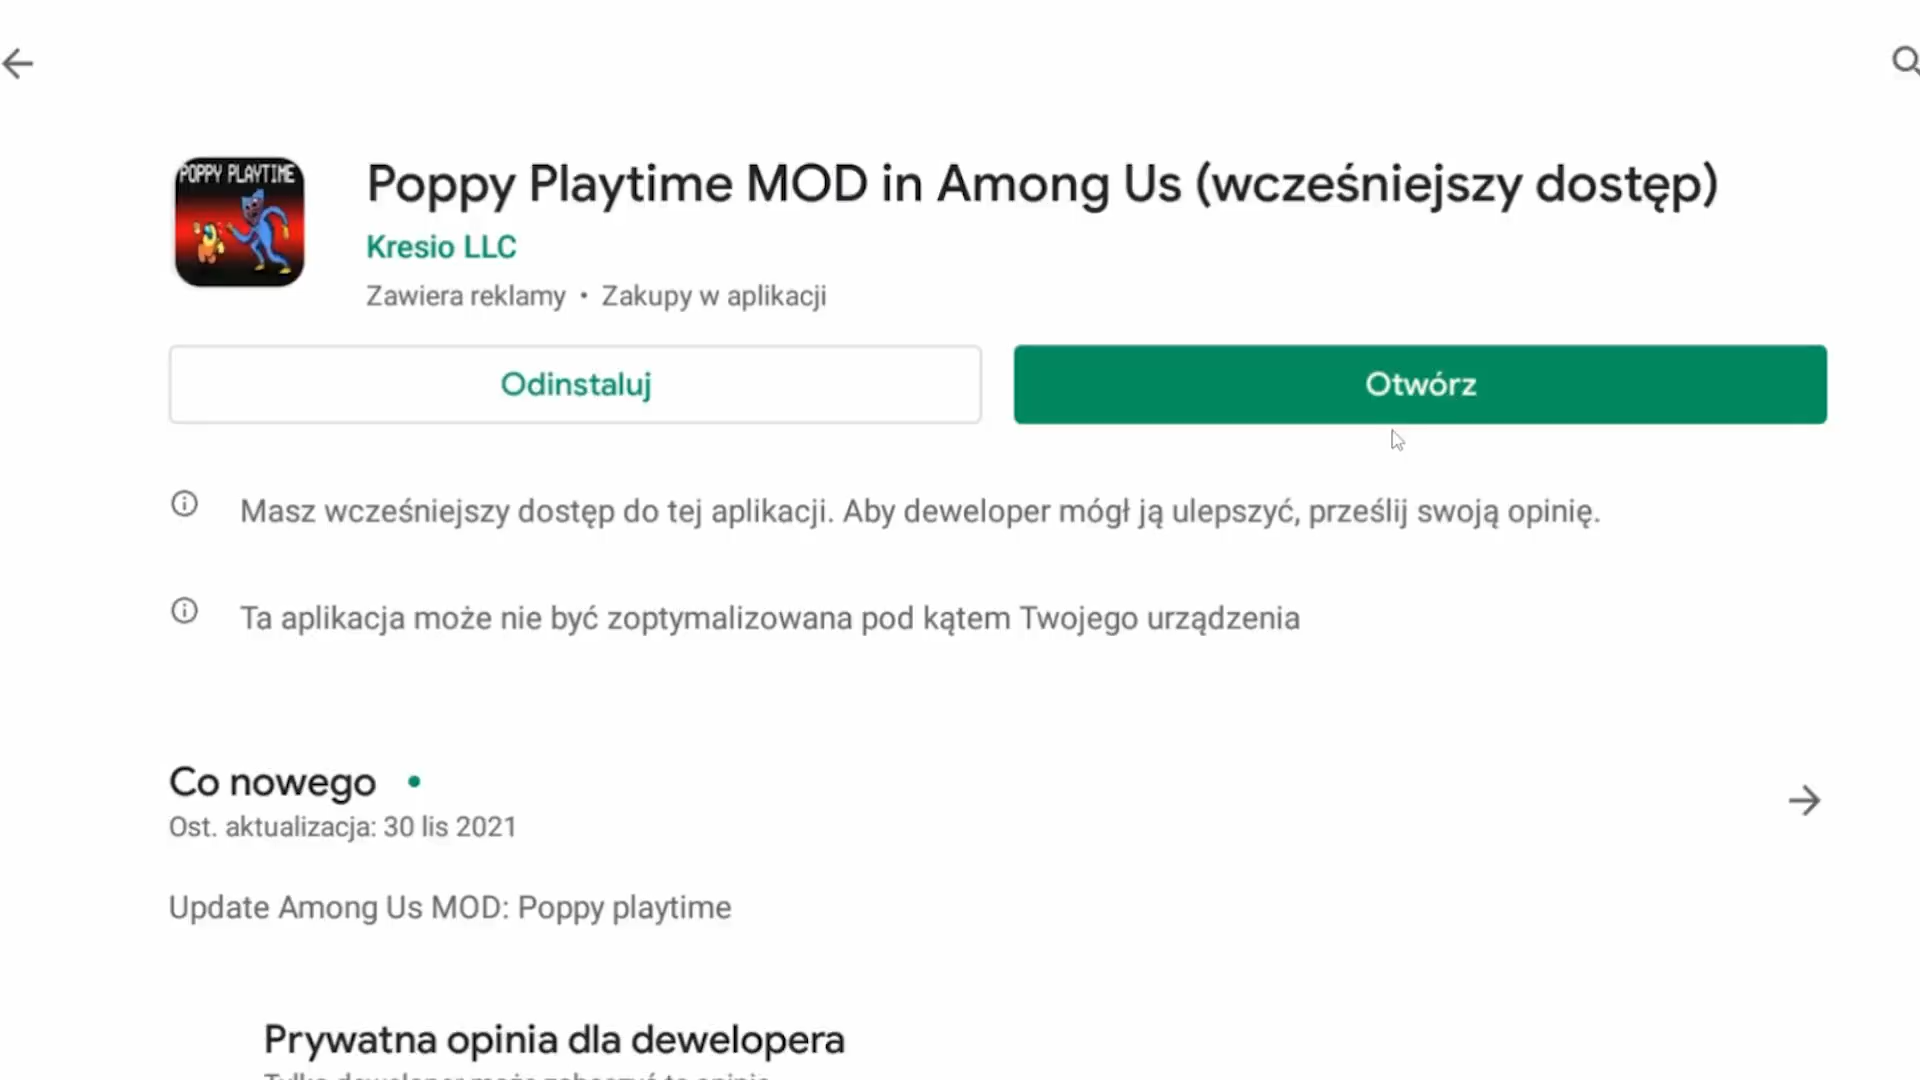 POPPY PLAYTIME
Poppy Playtime MOD in Among Us (wcześniejszy dostęp)
Kresio LLC
Zawiera reklamy • Zakupy w aplikacji
Odinstaluj
Otwórz
Masz wcześniejszy dostęp do tej aplikacji. Aby deweloper mógł ją ulepszyć, prześlij swoją opinię.
Ta aplikacja może nie być zoptymalizowana pod kątem Twojego urządzenia
Co nowego •
Ost. aktualizacja: 30 lis 2021
Update Among Us MOD: Poppy playtime
Prywatna opinia dla dewelopera